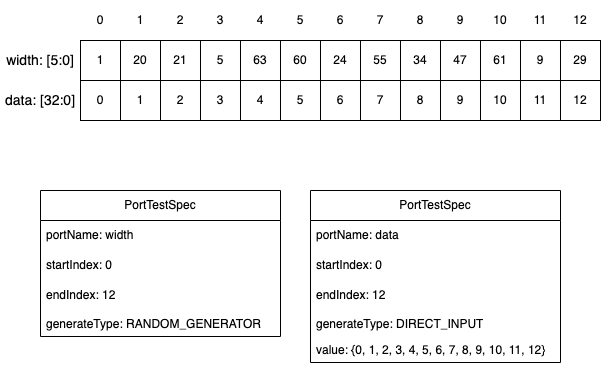 0 1 2 3 4 5 6 7 8 9 10 11 12
width: [5:0] 1 20 21 5 63 60 24 55 34 47 61 9 29
data: [32:0] 0 1 2 3 4 5 6 7 8 9 10 11 12
PortTestSpec
portName: width
startIndex: 0
endIndex: 12
generateType: RANDOM_GENERATOR
PortTestSpec
portName: data
startIndex: 0
endIndex: 12
generateType: DIRECT_INPUT
value: {0, 1, 2, 3, 4, 5, 6, 7, 8, 9, 10, 11, 12}